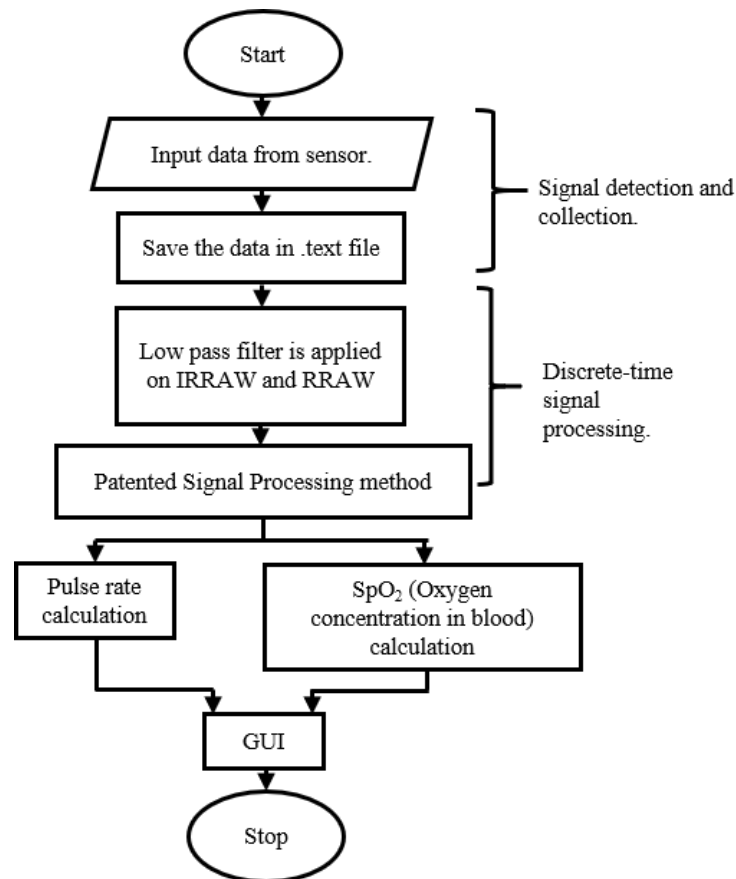 Start
Input data from sensor.
Signal detection and
collection.
Save the data in .text file
Low pass filter is applied
on IRRAW and RRAW
Discrete-time
signal
processing.
Patented Signal Processing method
Pulse rate
calculation
SpO₂ (Oxygen
concentration in blood)
calculation
GUI
Stop